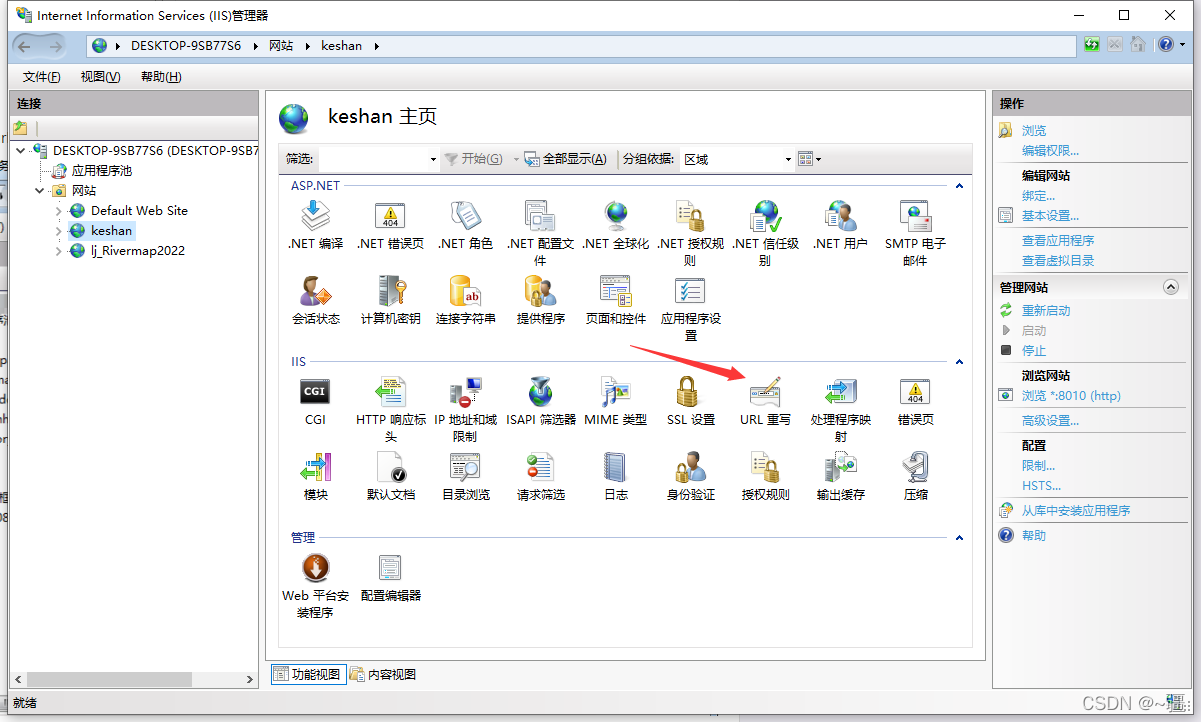 Internet Information Services (IIS)管理器
DESKTOP-9SB77S6 网站 keshan
文件(F) 视图(V) 帮助(H)
连接
DESKTOP-9SB77S6 (DESKTOP-9SB7
应用程序池
网站
Default Web Site
keshan
lj_Rivermap2022
keshan 主页
筛选: 开始(G) 全部显示(A) 分组依据: 区域
ASP.NET
.NET 编译 .NET 错误页 .NET 角色 .NET 配置文 .NET 全球化 .NET 授权规 .NET 信任级 .NET 用户 SMTP 电子
件 则 别 邮件
会话状态 计算机密钥 连接字符串 提供程序 页面和控件 应用程序设
置
IIS
CGI HTTP 响应标 IP 地址和域 ISAPI 筛选器 MIME 类型 SSL 设置 URL 重写 处理程序映 错误页
头 限制 射
模块 默认文档 目录浏览 请求筛选 日志 身份验证 授权规则 输出缓存 压缩
管理
Web 平台安 配置编辑器
装程序
功能视图 内容视图
操作
浏览
编辑权限...
编辑网站
绑定...
基本设置...
查看应用程序
查看虚拟目录
管理网站
重新启动
启动
停止
浏览网站
浏览 *:8010 (http)
高级设置...
配置
限制...
HSTS...
从库中安装应用程序
帮助
就绪
CSDN @~疆